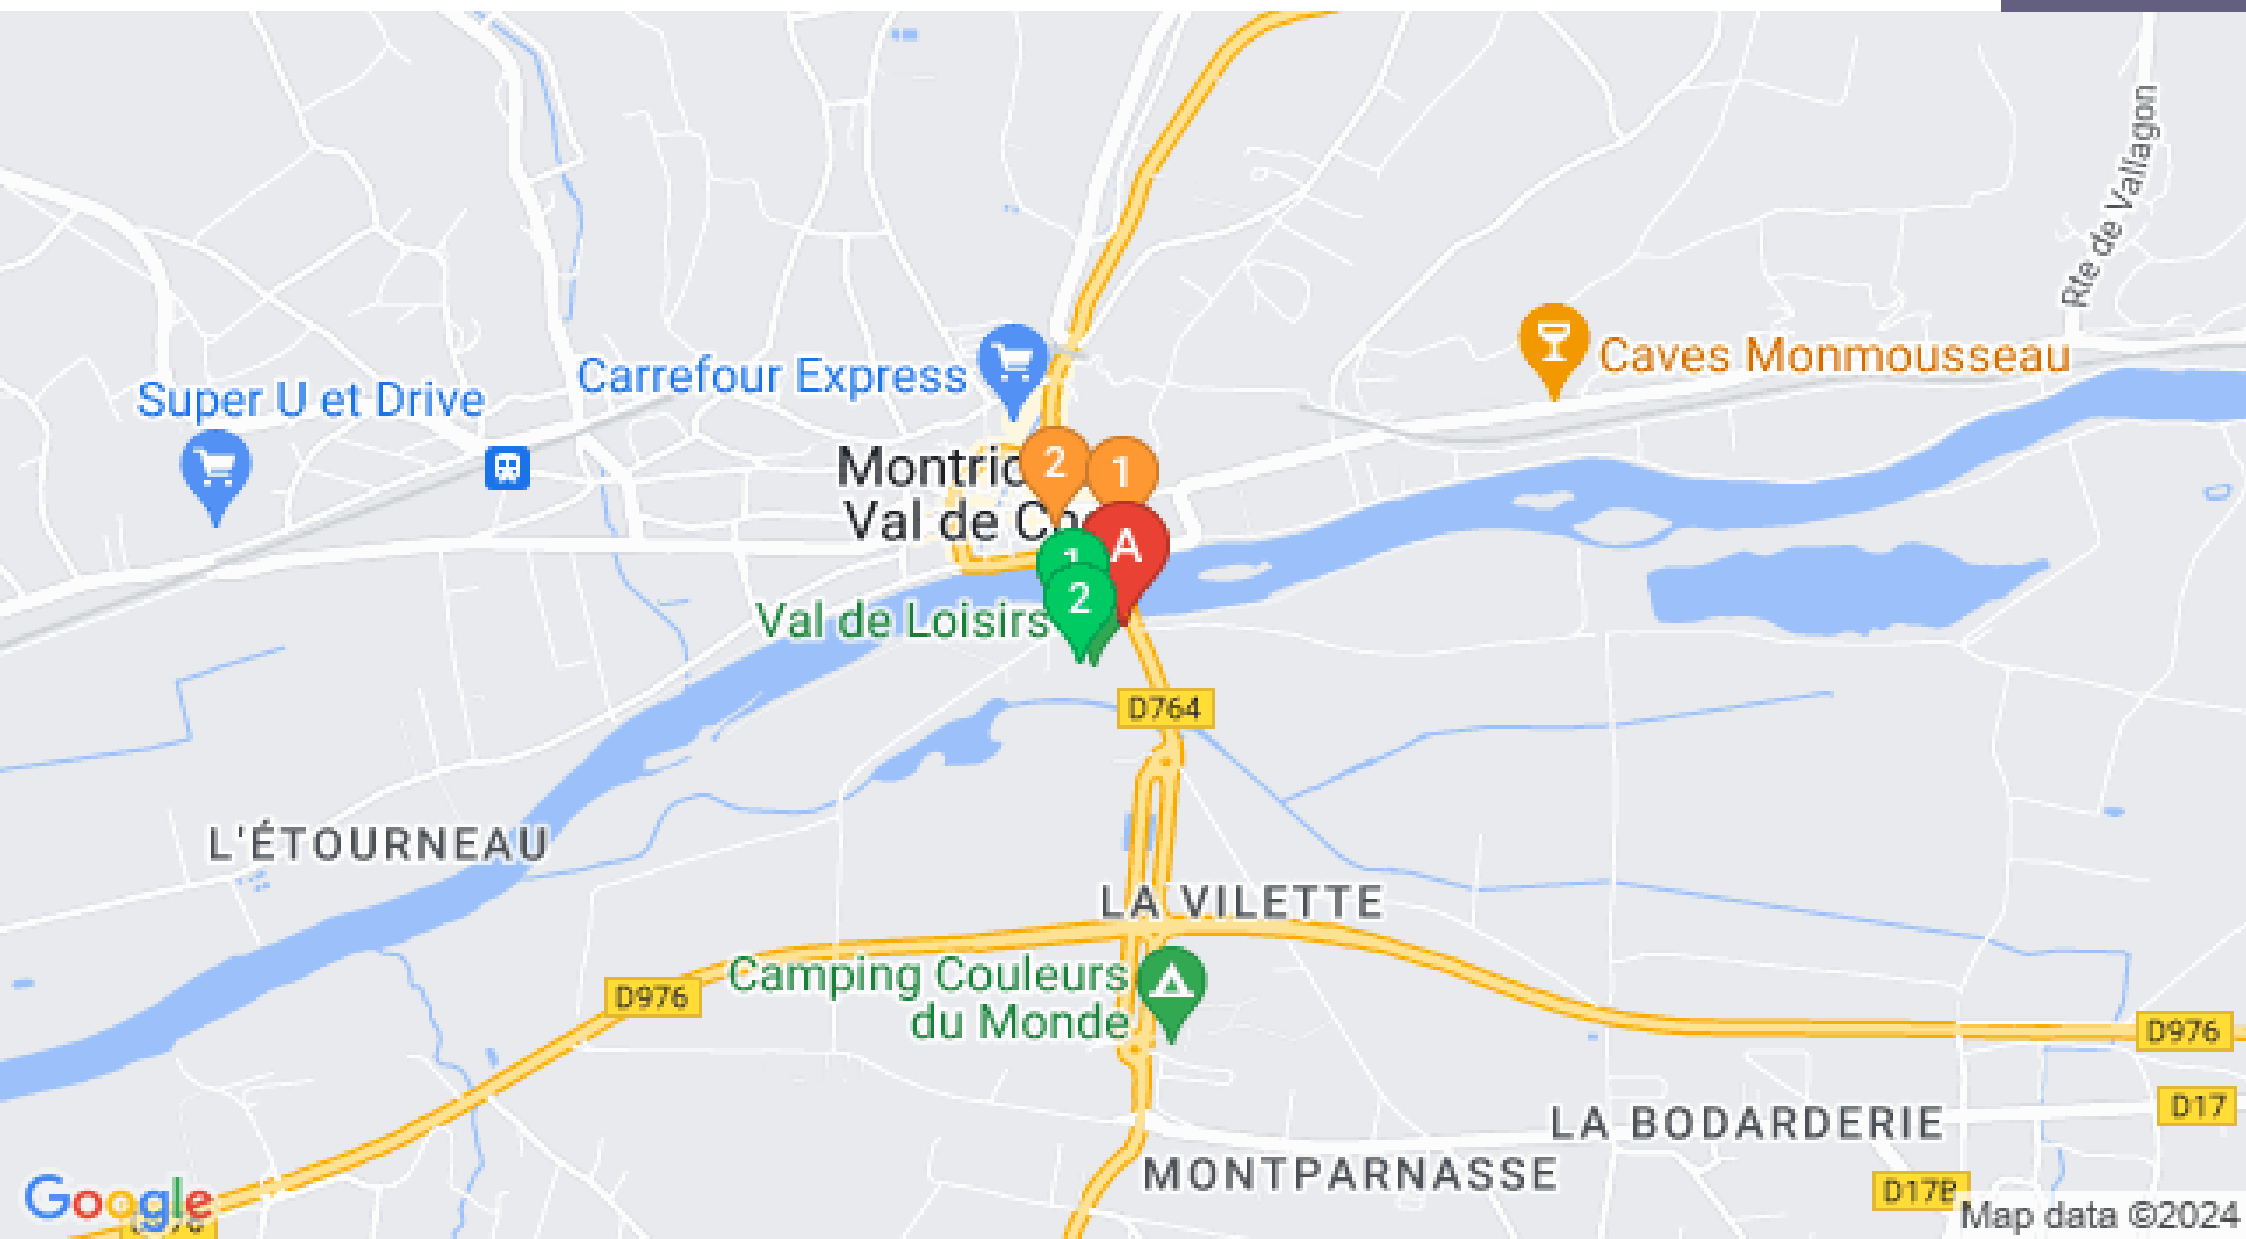 Rte de Vallagon
Carrefour Express
Caves Monmousseau
Super U et Drive
2
1
Val de
A
1
2
Val de Loisirs
D764
L'ÉTOURNEAU
LA VILETTE
Camping Couleurs
du Monde
D976
D976
D17
LA BODARDERIE
MONTPARNASSE
D17B
Google
Map data ©2024